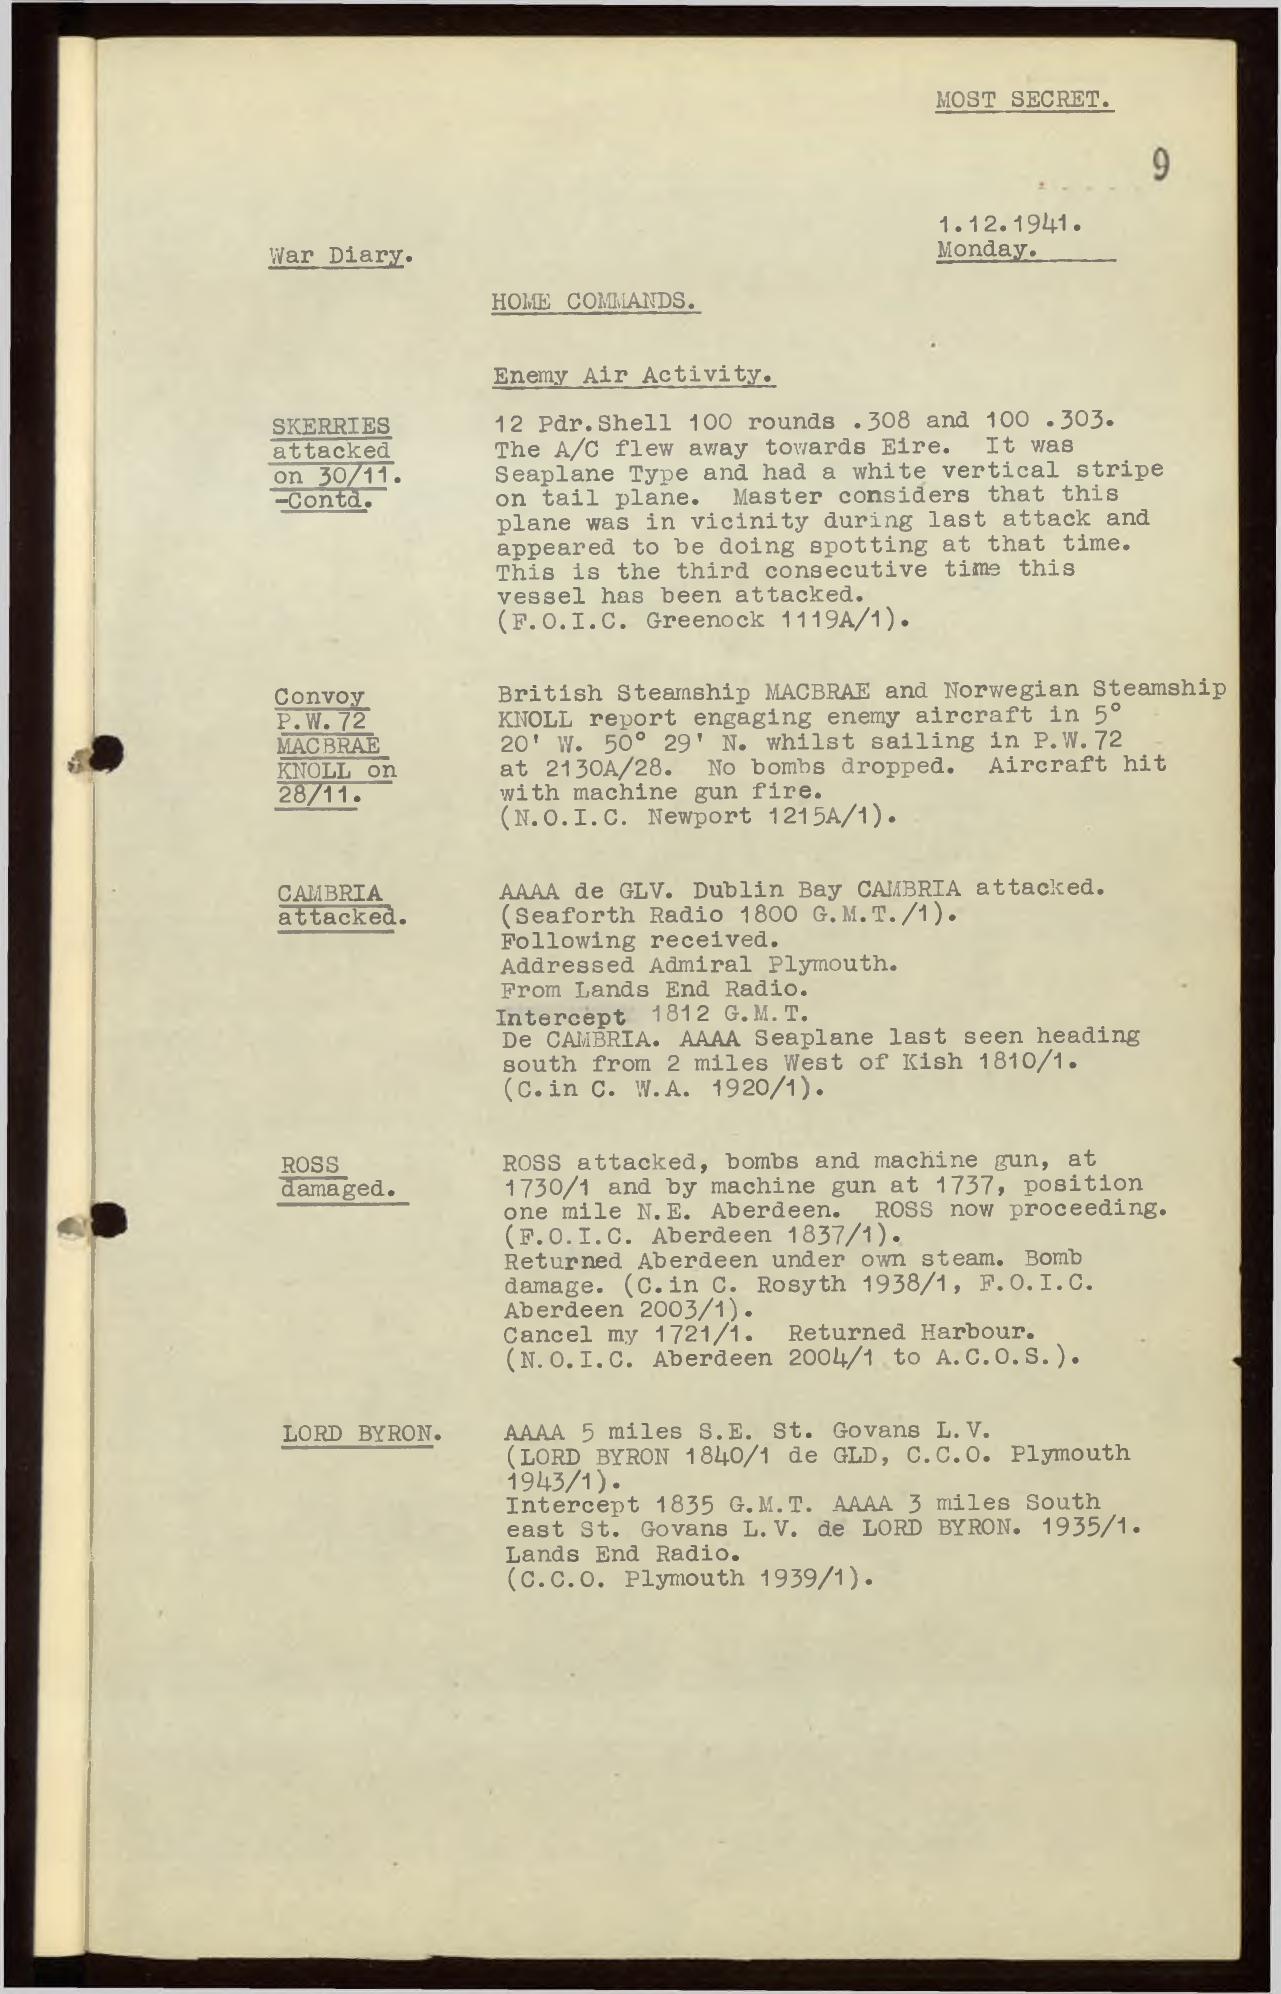 MOST SECRET.
9
1.12.1941.
War Diary.
Monday.
HOME COMMANDS.
Enemy Air Activity.
SKERRIES
attacked
on 30/11.
-Contd.
12 Pdr.Shell 100 rounds .308 and 100 .303.
The A/C flew away towards Eire. It was
Seaplane Type and had a white vertical stripe
on tail plane. Master considers that this
plane was in vicinity during last attack and
appeared to be doing spotting at that time.
This is the third consecutive time this
vessel has been attacked.
(F.O.I.C. Greenock 1119A/1).
Convoy
P.W.72
MACBRAE
KNOLL on
28/11.
British Steamship MACBRAE and Norwegian Steamship
KNOLL report engaging enemy aircraft in 5°
20' W. 50° 29' N. whilst sailing in P.W.72
at 2130A/28. No bombs dropped. Aircraft hit
with machine gun fire.
(N.O.I.C. Newport 1215A/1).
CAMBRIA
attacked.
AAAA de GLV. Dublin Bay CAMBRIA attacked.
(Seaforth Radio 1800 G.M.T./1).
Following received.
Addressed Admiral Plymouth.
From Lands End Radio.
Intercept 1812 G.M.T.
De CAMBRIA. AAAA Seaplane last seen heading
south from 2 miles West of Kish 1810/1.
(C.in C. W.A. 1920/1).
ROSS
damaged.
ROSS attacked, bombs and machine gun, at
1730/1 and by machine gun at 1737, position
one mile N.E. Aberdeen. ROSS now proceeding.
(F.O.I.C. Aberdeen 1837/1).
Returned Aberdeen under own steam. Bomb
damage. (C.in C. Rosyth 1938/1, F.O.I.C.
Aberdeen 2003/1).
Cancel my 1721/1. Returned Harbour.
(N.O.I.C. Aberdeen 2004/1 to A.C.O.S.).
LORD BYRON.
AAAA 5 miles S.E. St. Govans L.V.
(LORD BYRON 1840/1 de GLD, C.C.O. Plymouth
1943/1).
Intercept 1835 G.M.T. AAAA 3 miles South
east St. Govans L.V. de LORD BYRON. 1935/1.
Lands End Radio.
(C.C.O. Plymouth 1939/1).